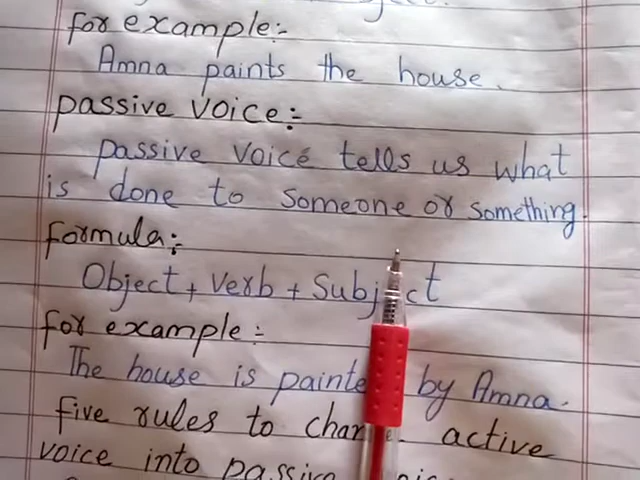 for example:-
Amna paints the house.
passive voice:-
passive voice tells us what
is done to someone or something.
formula:-
Object + verb + Subject
for example:-
The house is painted by Amna.
five rules to change active
voice into passive